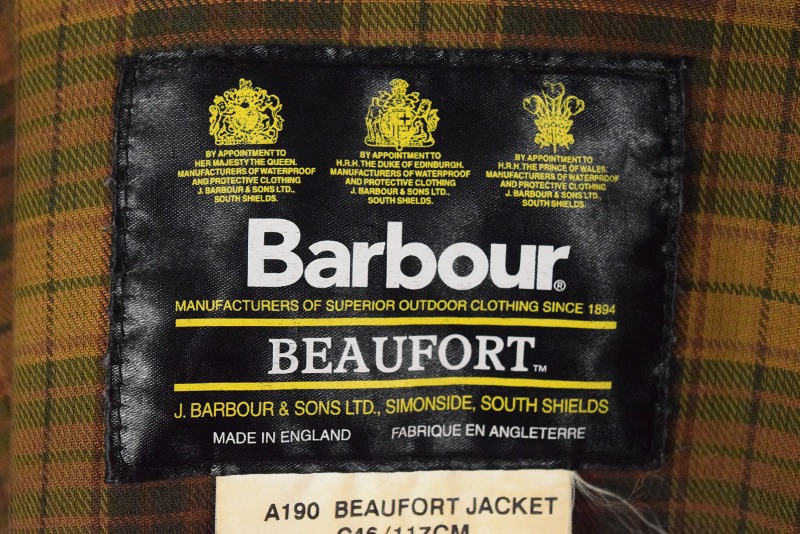 BY APPOINTMENT TO
HER MAJESTY THE QUEEN.
MANUFACTURERS OF WATERPROOF
AND PROTECTIVE CLOTHING
J. BARBOUR & SONS LTD.,
SOUTH SHIELDS.
BY APPOINTMENT TO
H.R.H. THE DUKE OF EDINBURGH.
MANUFACTURERS OF WATERPROOF
AND PROTECTIVE CLOTHING
J. BARBOUR & SONS LTD.,
SOUTH SHIELDS.
BY APPOINTMENT TO
H.R.H. THE PRINCE OF WALES.
MANUFACTURERS OF WATERPROOF
AND PROTECTIVE CLOTHING
J. BARBOUR & SONS LTD.,
SOUTH SHIELDS.
Barbour®
MANUFACTURERS OF SUPERIOR OUTDOOR CLOTHING SINCE 1894
BEAUFORT™
J. BARBOUR & SONS LTD., SIMONSIDE, SOUTH SHIELDS
MADE IN ENGLAND FABRIQUE EN ANGLETERRE
A190 BEAUFORT JACKET
C46/117CM